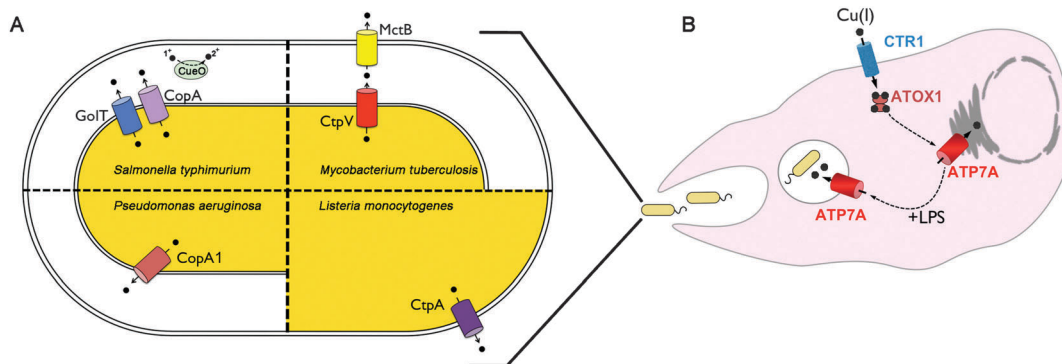 A
MctB
1+
2+
CueO
CopA
GolT
CtpV
Salmonella typhimurium
Mycobacterium tuberculosis
Pseudomonas aeruginosa
Listeria monocytogenes
CopA1
CtpA
B
Cu(I)
CTR1
ATOX1
ATP7A
ATP7A
+LPS